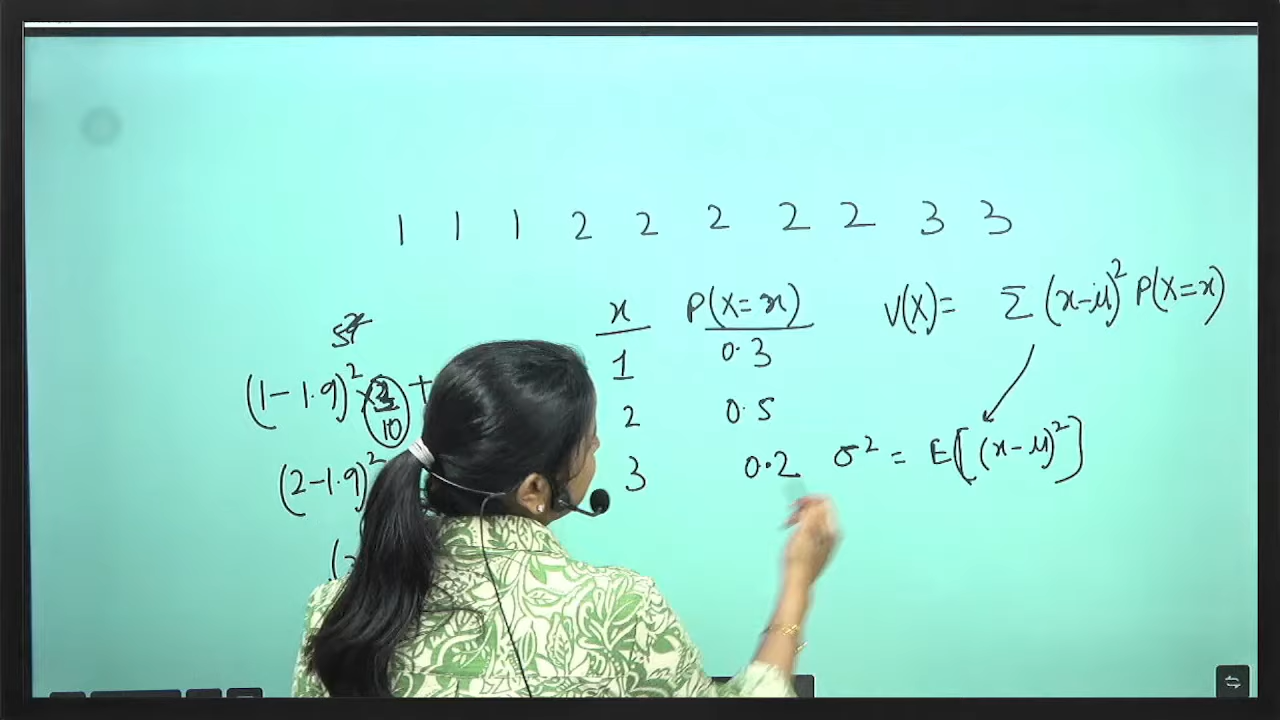 1 1 1 2 2 2 2 2 3 3
x P(X=x) V(X)= Σ (x-μ)² P(X=x)
1 0.3
(1-1.9)² × 3/10 +
2 0.5
3 0.2 σ² = E[(x-μ)²]
(2-1.9)²